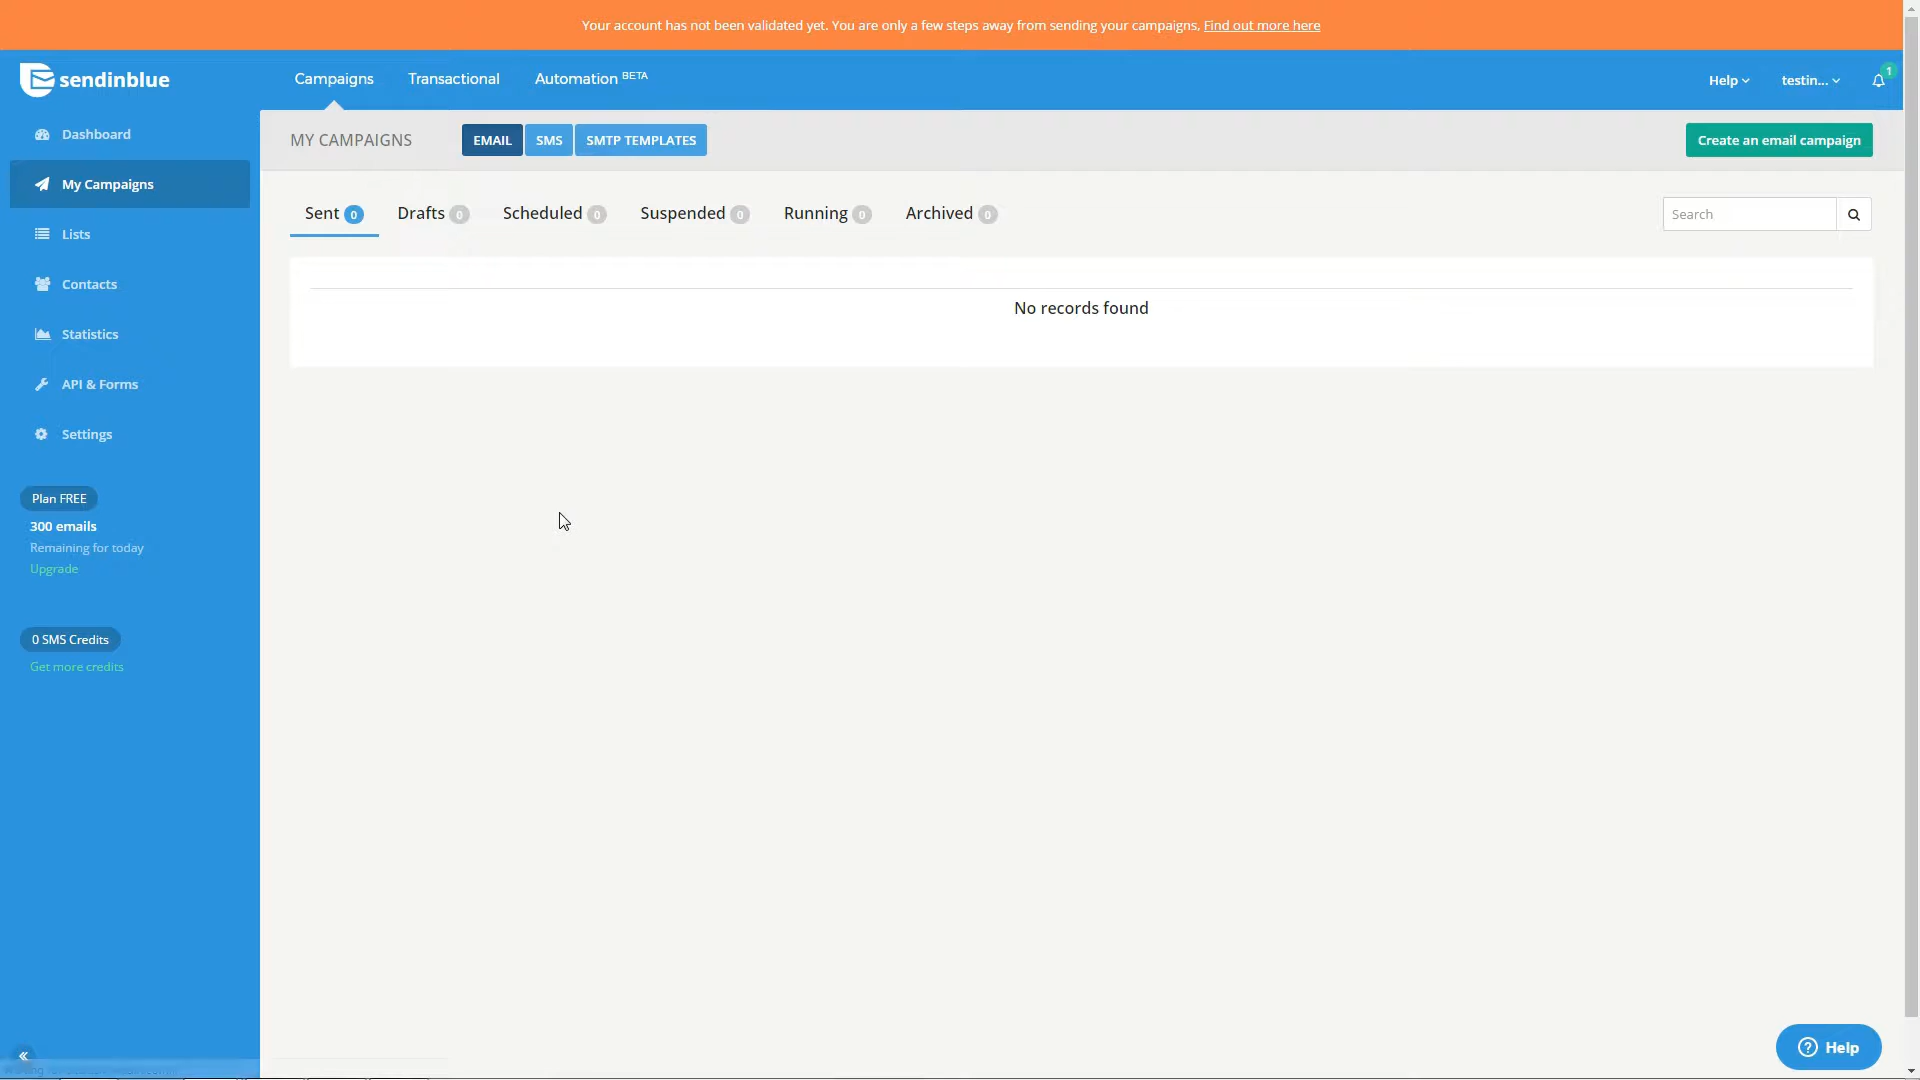 Your account has not been validated yet. You are only a few steps away from sending your campaigns, Find out more here
sendinblue
Campaigns
Transactional
Automation BETA
Help
testin...
1
Dashboard
My Campaigns
Lists
Contacts
Statistics
API & Forms
Settings
Plan FREE
300 emails
Remaining for today
Upgrade
0 SMS Credits
Get more credits
MY CAMPAIGNS
EMAIL
SMS
SMTP TEMPLATES
Create an email campaign
Sent 0
Drafts 0
Scheduled 0
Suspended 0
Running 0
Archived 0
Search
No records found
Help